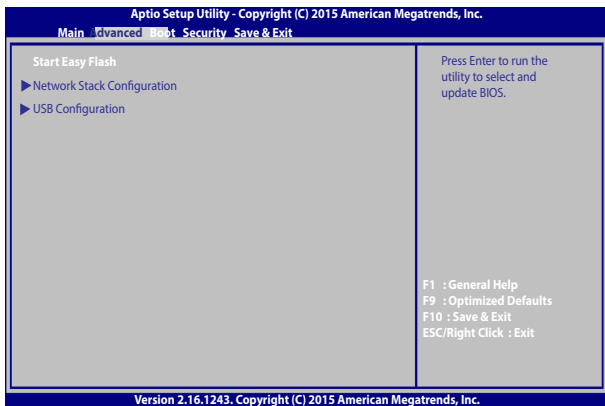 Aptio Setup Utility - Copyright (C) 2015 American Megatrends, Inc.
Main Advanced Boot Security Save & Exit
Start Easy Flash
Network Stack Configuration
USB Configuration
Press Enter to run the
utility to select and
update BIOS.
F1 : General Help
F9 : Optimized Defaults
F10 : Save & Exit
ESC/Right Click : Exit
Version 2.16.1243. Copyright (C) 2015 American Megatrends, Inc.